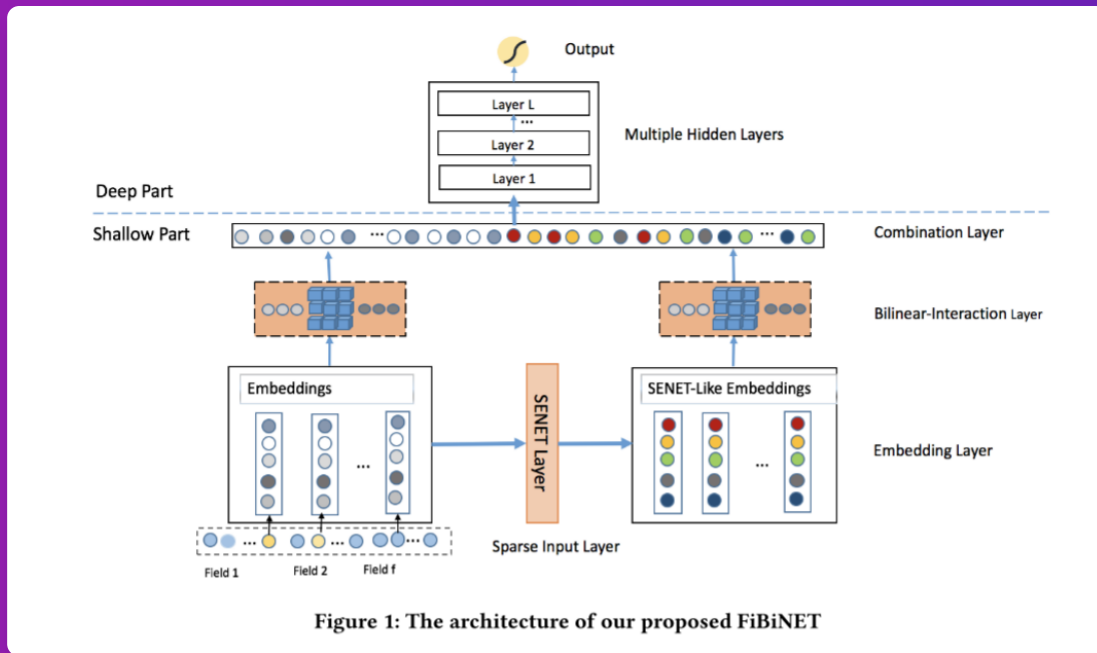 Output
Layer L
...
Layer 2
Layer 1
Multiple Hidden Layers
Deep Part
Shallow Part
...
...
Combination Layer
Bilinear-Interaction Layer
Embeddings
SENET Layer
SENET-Like Embeddings
...
...
Embedding Layer
... ... ...
Sparse Input Layer
Field 1
Field 2
Field f
Figure 1: The architecture of our proposed FiBiNET